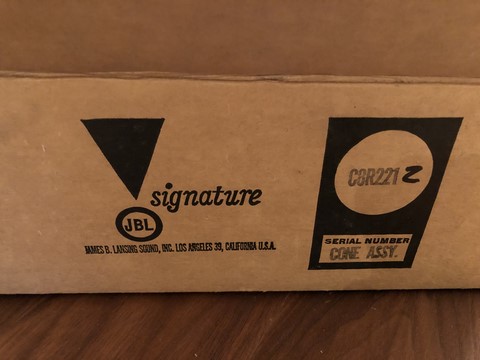 signature
JBL
JAMES B. LANSING SOUND, INC. LOS ANGELES 39, CALIFORNIA U.S.A.
C8R221 Z
SERIAL NUMBER
CONE ASSY.